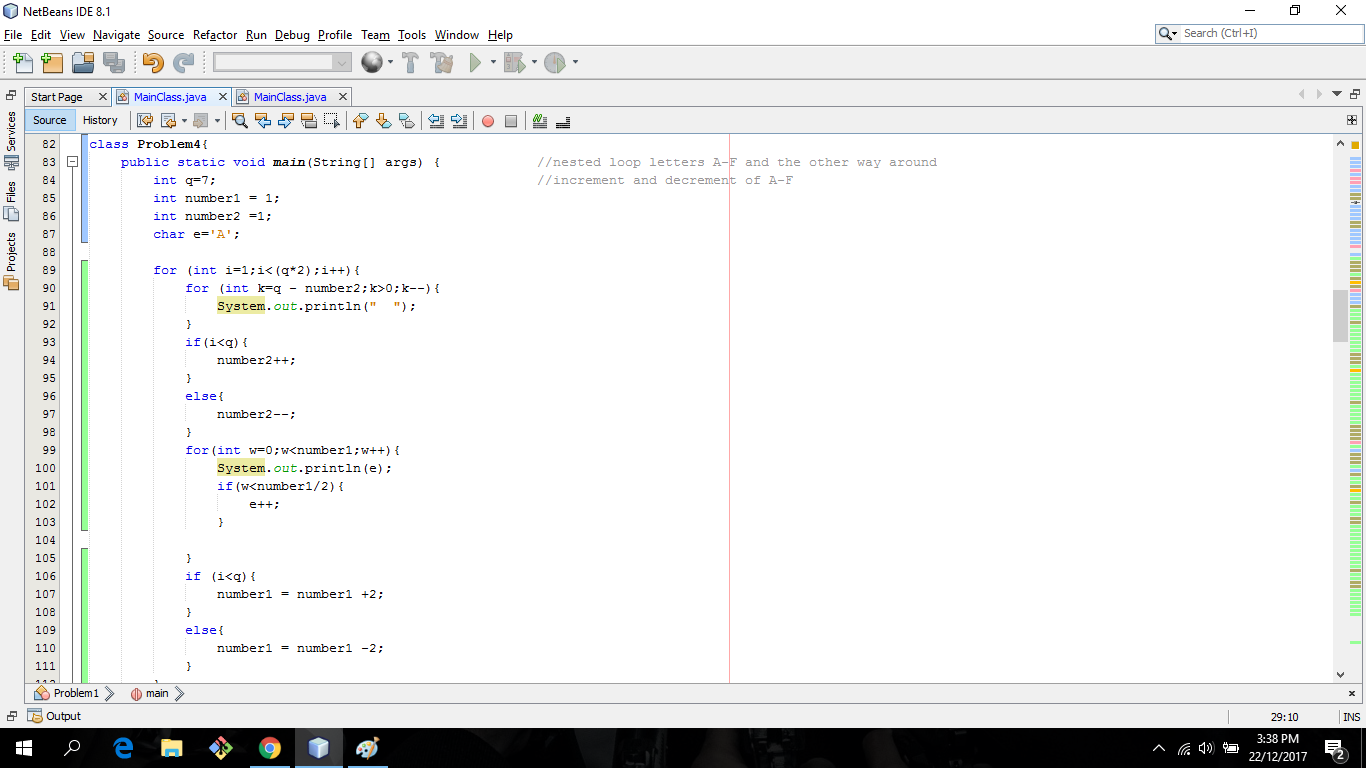 NetBeans IDE 8.1
File Edit View Navigate Source Refactor Run Debug Profile Team Tools Window Help
Search (Ctrl+I)
Start Page MainClass.java MainClass.java
Source History
Services
Files
Projects
82 class Problem4{
83 public static void main(String[] args) { //nested loop letters A-F and the other way around
84 int q=7; //increment and decrement of A-F
85 int number1 = 1;
86 int number2 =1;
87 char e='A';
88
89 for (int i=1;i<(q*2);i++){
90 for (int k=q - number2;k>0;k--){
91 System.out.println("  ");
92 }
93 if(i<q){
94 number2++;
95 }
96 else{
97 number2--;
98 }
99 for(int w=0;w<number1;w++){
100 System.out.println(e);
101 if(w<number1/2){
102 e++;
103 }
104
105 }
106 if (i<q){
107 number1 = number1 +2;
108 }
109 else{
110 number1 = number1 -2;
111 }
Problem1 main
Output
29:10 INS
3:38 PM
22/12/2017
2